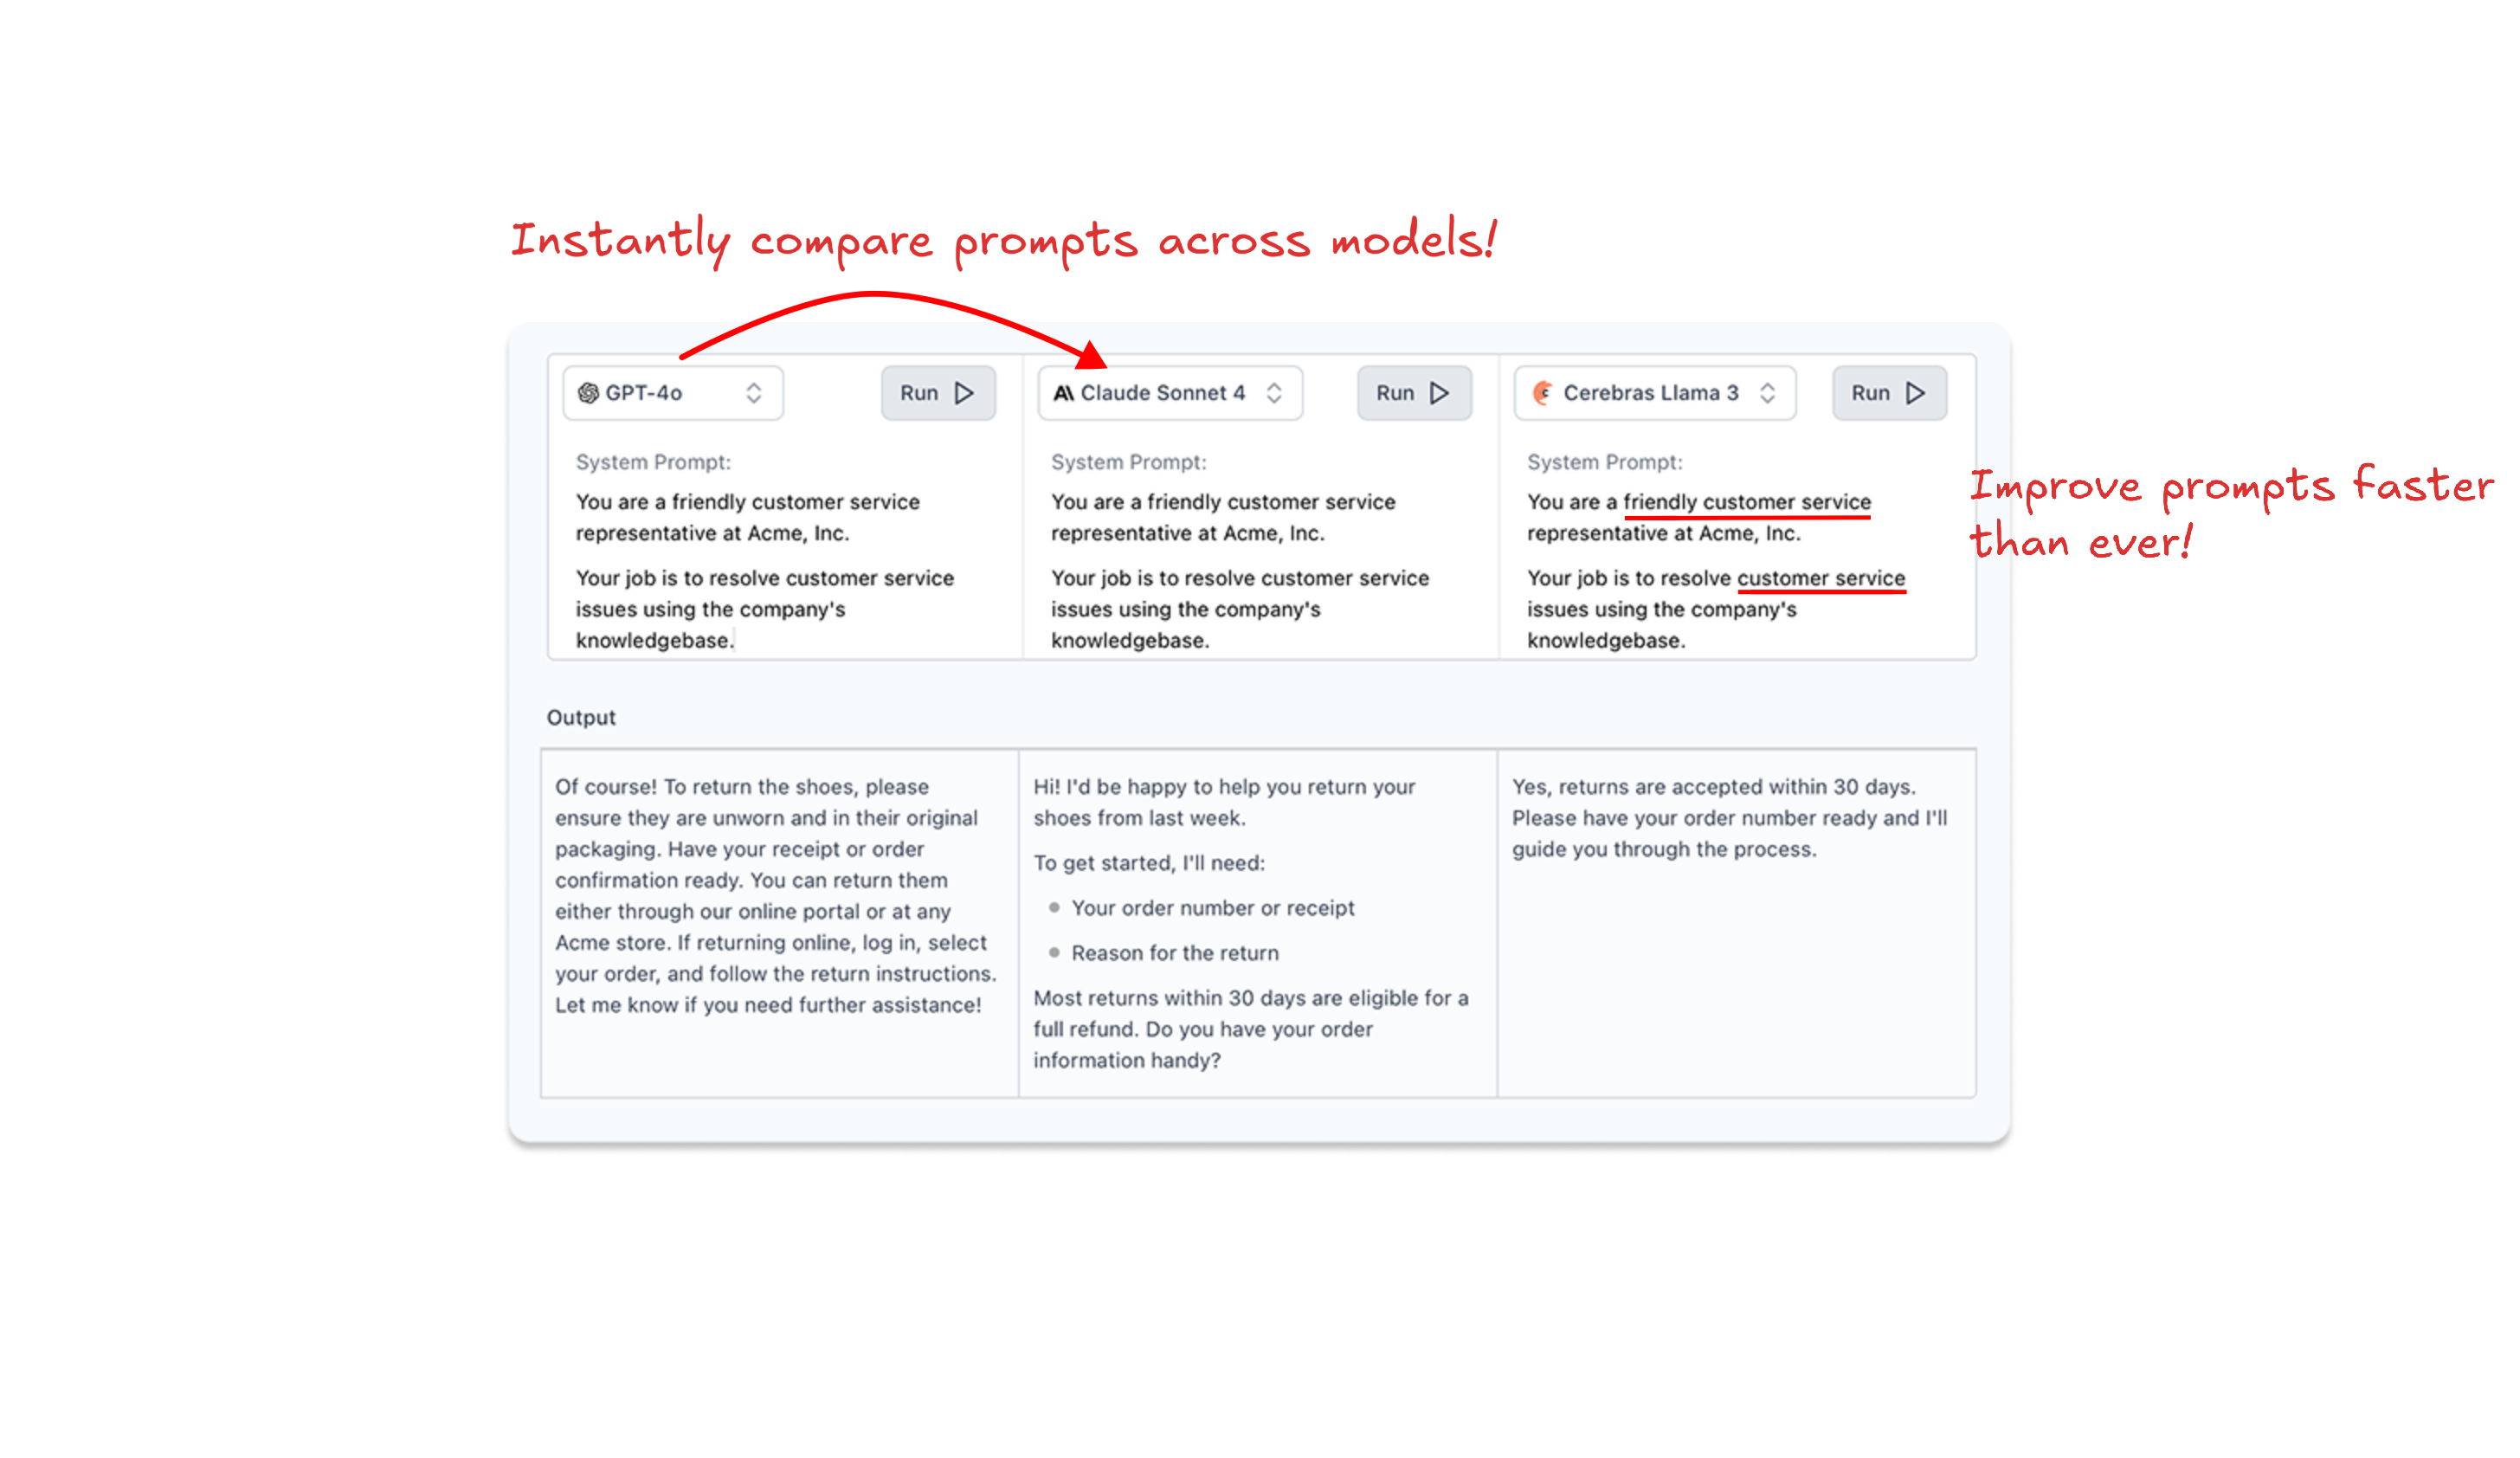 Instantly compare prompts across models!
GPT-4o
Run
Claude Sonnet 4
Run
Cerebras Llama 3
Run
System Prompt:
You are a friendly customer service
representative at Acme, Inc.
Your job is to resolve customer service
issues using the company's
knowledgebase.
System Prompt:
You are a friendly customer service
representative at Acme, Inc.
Your job is to resolve customer service
issues using the company's
knowledgebase.
System Prompt:
You are a friendly customer service
representative at Acme, Inc.
Your job is to resolve customer service
issues using the company's
knowledgebase.
Improve prompts faster
than ever!
Output
Of course! To return the shoes, please
ensure they are unworn and in their original
packaging. Have your receipt or order
confirmation ready. You can return them
either through our online portal or at any
Acme store. If returning online, log in, select
your order, and follow the return instructions.
Let me know if you need further assistance!
Hi! I'd be happy to help you return your
shoes from last week.
To get started, I'll need:
Your order number or receipt
Reason for the return
Most returns within 30 days are eligible for a
full refund. Do you have your order
information handy?
Yes, returns are accepted within 30 days.
Please have your order number ready and I'll
guide you through the process.